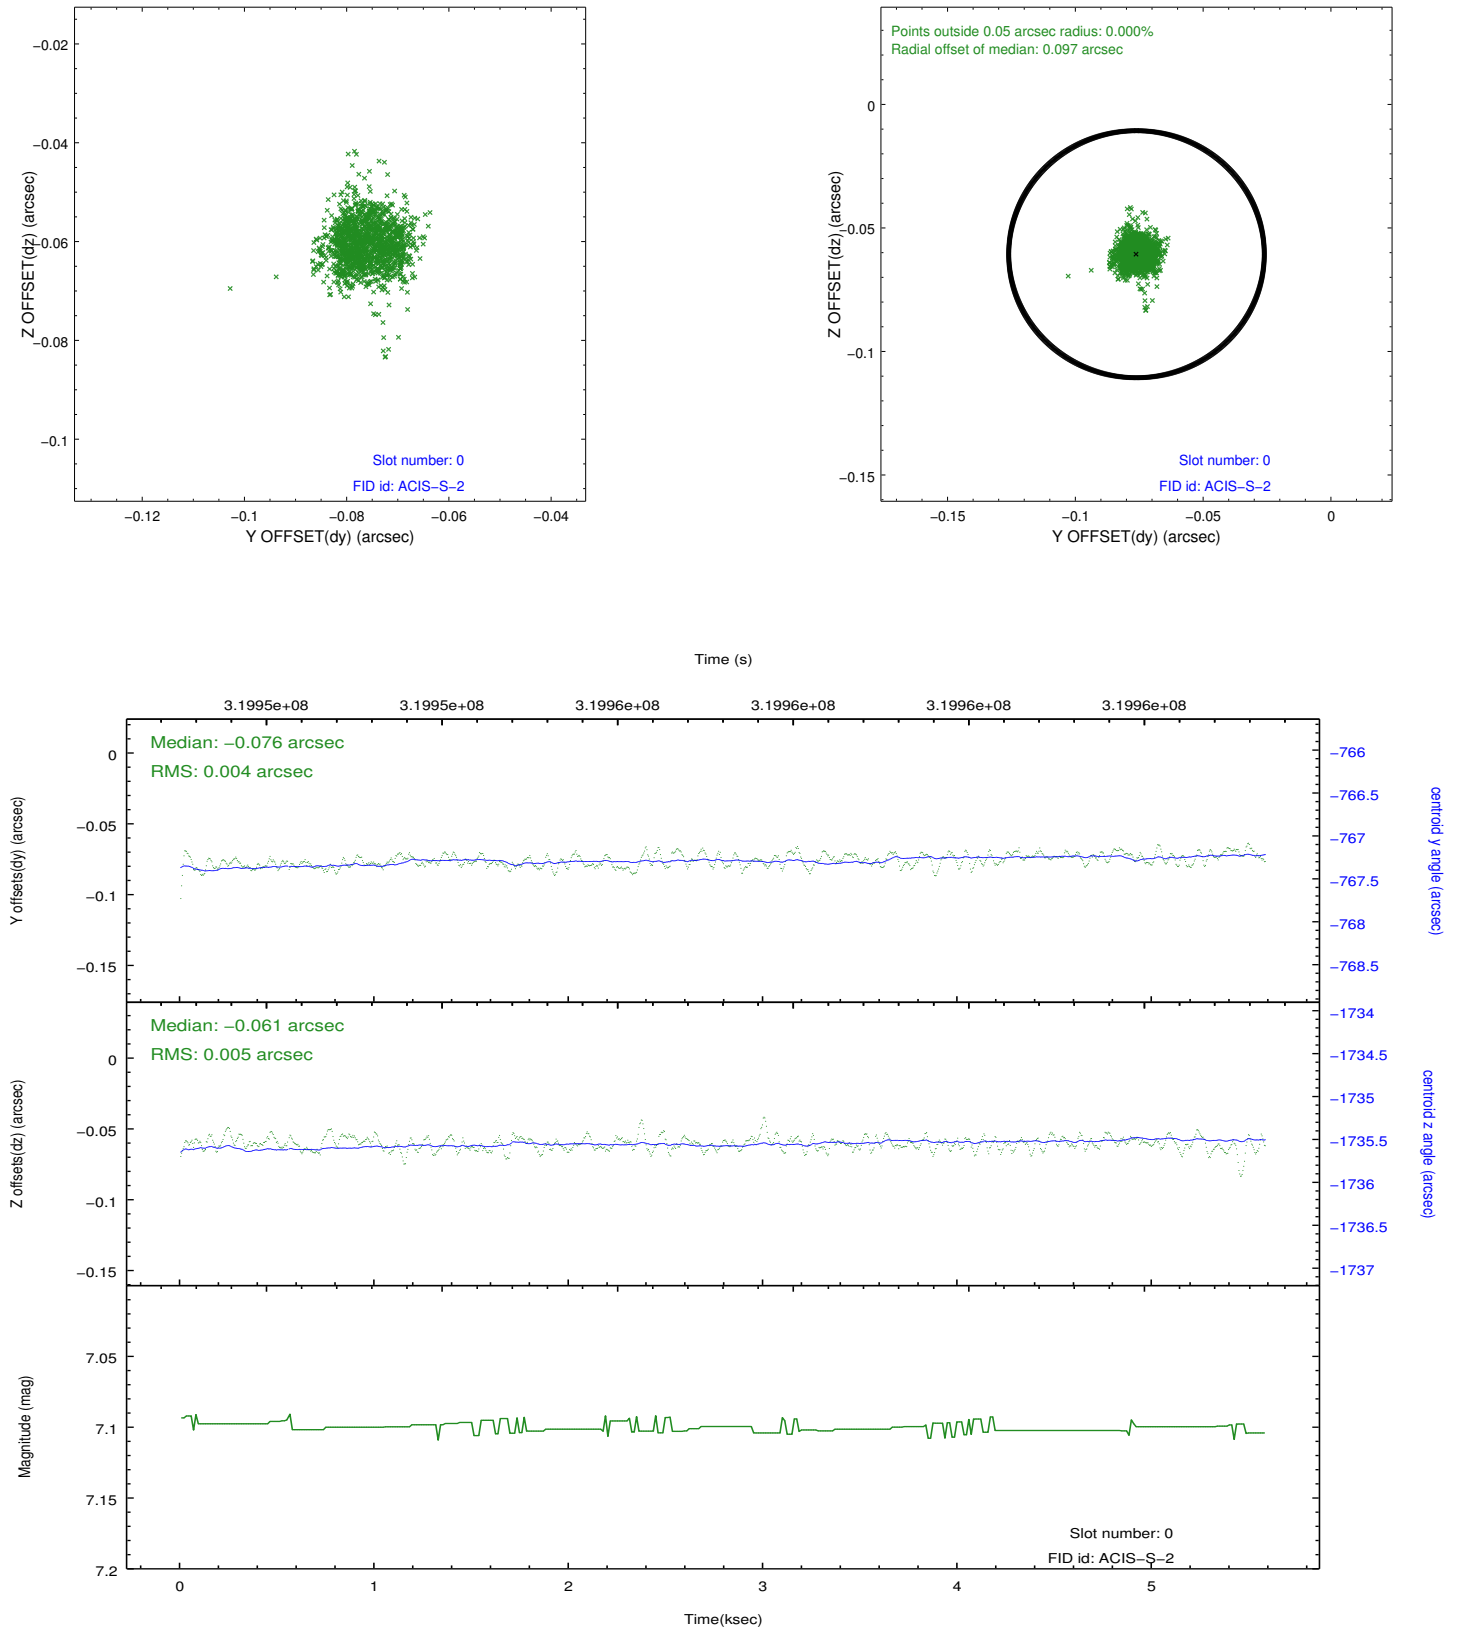 −0.02
−0.04
−0.06
−0.08
−0.1
Z OFFSET(dz) (arcsec)
Slot number: 0
FID id: ACIS−S−2
−0.12
−0.1
−0.08
−0.06
−0.04
Y OFFSET(dy) (arcsec)
Points outside 0.05 arcsec radius: 0.000%
Radial offset of median: 0.097 arcsec
0
−0.05
−0.1
−0.15
Z OFFSET(dz) (arcsec)
Slot number: 0
FID id: ACIS−S−2
−0.15
−0.1
−0.05
0
Y OFFSET(dy) (arcsec)
Time (s)
3.1995e+08
3.1995e+08
3.1996e+08
3.1996e+08
3.1996e+08
3.1996e+08
Median: −0.076 arcsec
RMS: 0.004 arcsec
0
−0.05
−0.1
−0.15
Y offsets(dy) (arcsec)
−766
−766.5
−767
−767.5
−768
−768.5
centroid y angle (arcsec)
Median: −0.061 arcsec
RMS: 0.005 arcsec
0
−0.05
−0.1
−0.15
Z offsets(dz) (arcsec)
−1734
−1734.5
−1735
−1735.5
−1736
−1736.5
−1737
centroid z angle (arcsec)
7.05
7.1
7.15
7.2
Magnitude (mag)
Slot number: 0
FID id: ACIS−S−2
0
1
2
3
4
5
Time(ksec)